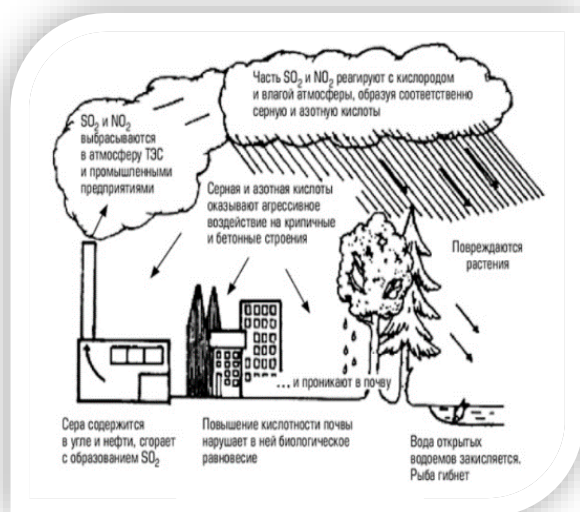 Часть SO₂ и NO₂ реагируют с кислородом
и влагой атмосферы, образуя соответственно
серную и азотную кислоты
SO₂ и NO₂
выбрасываются
в атмосферу ТЭС
и промышленными
предприятиями
Серная и азотная кислоты
оказывают агрессивное
воздействие на крипичные
и бетонные строения
Повреждаются
растения
... и проникают в почву
Сера содержится
в угле и нефти, сгорает
с образованием SO₂
Повышение кислотности почвы
нарушает в ней биологическое
равновесие
Вода открытых
водоемов закисляется.
Рыба гибнет